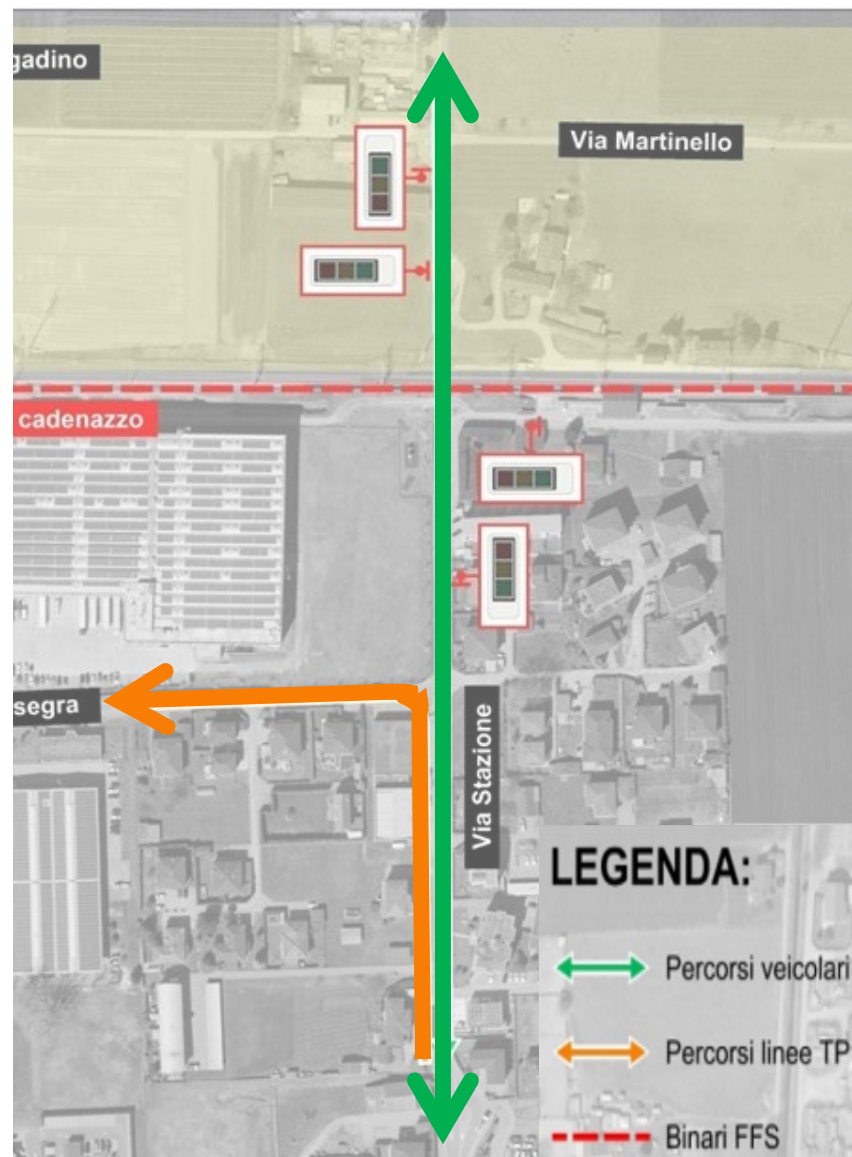 gadino
Via Martinello
cadenazzo
segra
Via Stazione
LEGENDA:
Percorsi veicolari
Percorsi linee TP
Binari FFS